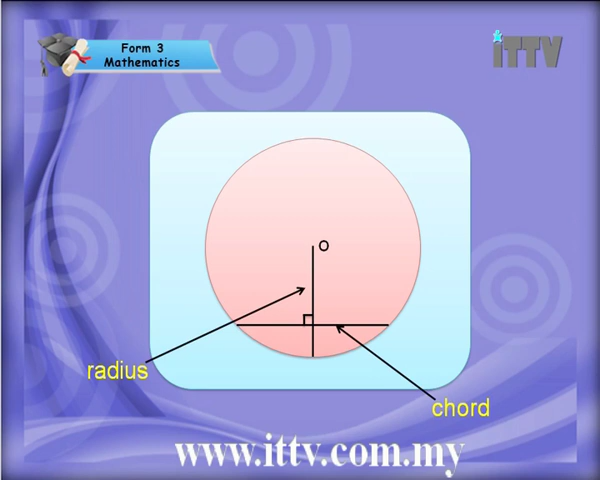 Form 3
Mathematics
iTTV
O
radius
chord
www.ittv.com.my